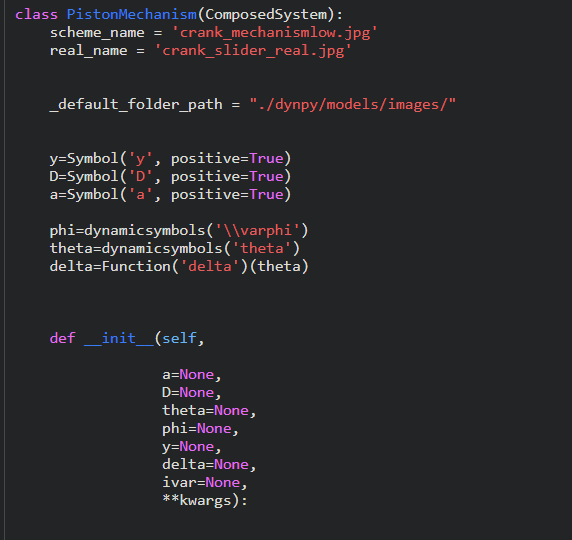 class PistonMechanism(ComposedSystem):
    scheme_name = 'crank_mechanismlow.jpg'
    real_name = 'crank_slider_real.jpg'
    _default_folder_path = "./dynpy/models/images/"
    y=Symbol('y', positive=True)
    D=Symbol('D', positive=True)
    a=Symbol('a', positive=True)
    phi=dynamicsymbols('\\varphi')
    theta=dynamicsymbols('theta')
    delta=Function('delta')(theta)
    def __init__(self,
                 a=None,
                 D=None,
                 theta=None,
                 phi=None,
                 y=None,
                 delta=None,
                 ivar=None,
                 **kwargs):